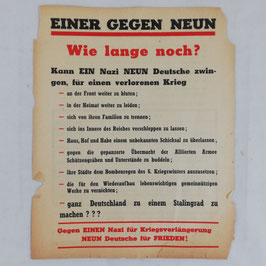 EINER GEGEN NEUN
Wie lange noch?
Kann EIN Nazi NEUN Deutsche zwin-
gen, für einen verlorenen Krieg
— an der Front weiter zu bluten;
— in der Heimat weiter zu leiden;
— sich von ihren Familien zu trennen;
— sich ins Innere des Reiches verschleppen zu lassen;
— Haus, Hof und Habe einem unbekannten Schicksal zu überlassen;
— gegen die gepanzerte Übermacht der Alliierten Armee
Schützengräben und Unterstände zu buddeln;
— ihre Städte dem Bombenregen des 6. Kriegswinters auszusetzen;
— die für den Wiederaufbau lebenswichtigen gemeinnützigen
Werke zu vernichten;
— ganz Deutschland zu einem Stalingrad zu
machen ? ? ?
Gegen EINEN Nazi für Kriegsverlängerung
NEUN Deutsche für FRIEDEN!